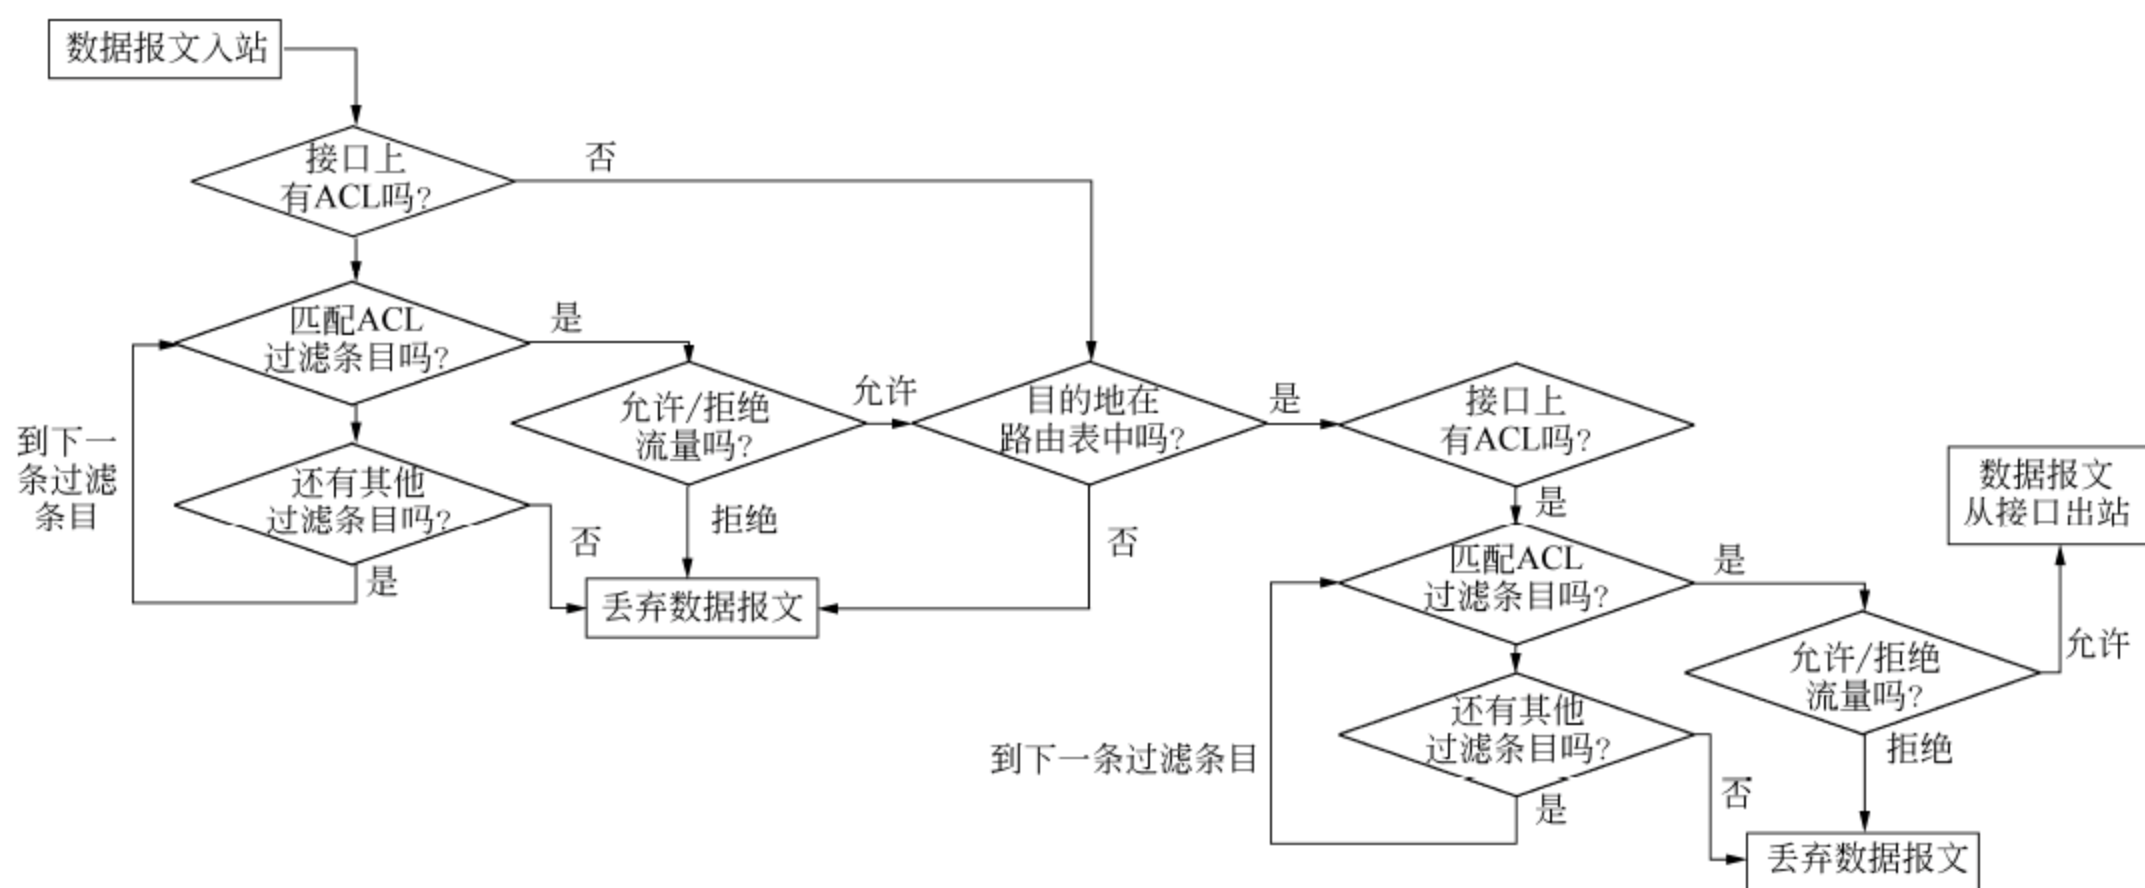 数据报文入站
接口上
有ACL吗?
否
匹配ACL
过滤条目吗?
是
到下一
条过滤
条目
还有其他
过滤条目吗?
是
否
允许/拒绝
流量吗?
允许
拒绝
丢弃数据报文
目的地在
路由表中吗?
是
否
接口上
有ACL吗?
是
匹配ACL
过滤条目吗?
是
到下一条过滤条目
还有其他
过滤条目吗?
是
否
允许/拒绝
流量吗?
允许
拒绝
数据报文
从接口出站
丢弃数据报文